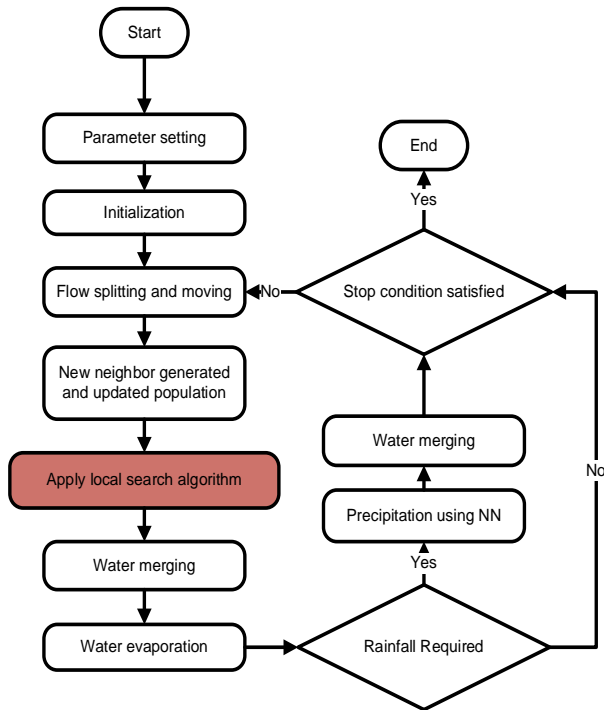 Start
Parameter setting
Initialization
Flow splitting and moving
New neighbor generated
and updated population
Apply local search algorithm
Water merging
Water evaporation
Rainfall Required
Yes
No
Precipitation using NN
Water merging
Stop condition satisfied
No
Yes
End